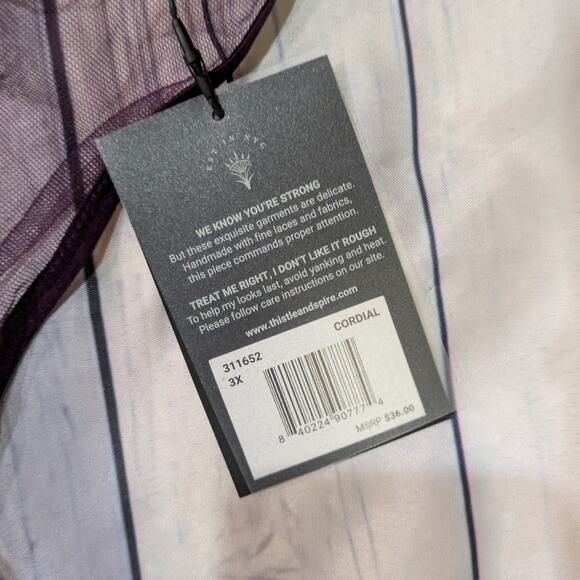 EST IN NYC
WE KNOW YOU'RE STRONG
But these exquisite garments are delicate.
Handmade with fine laces and fabrics,
this piece commands proper attention.
TREAT ME RIGHT, I DON'T LIKE IT ROUGH
To help my looks last, avoid yanking and heat.
Please follow care instructions on our site.
www.thistleandspire.com
311652 CORDIAL
3X
8 40224 90777 4
MSRP $36.00